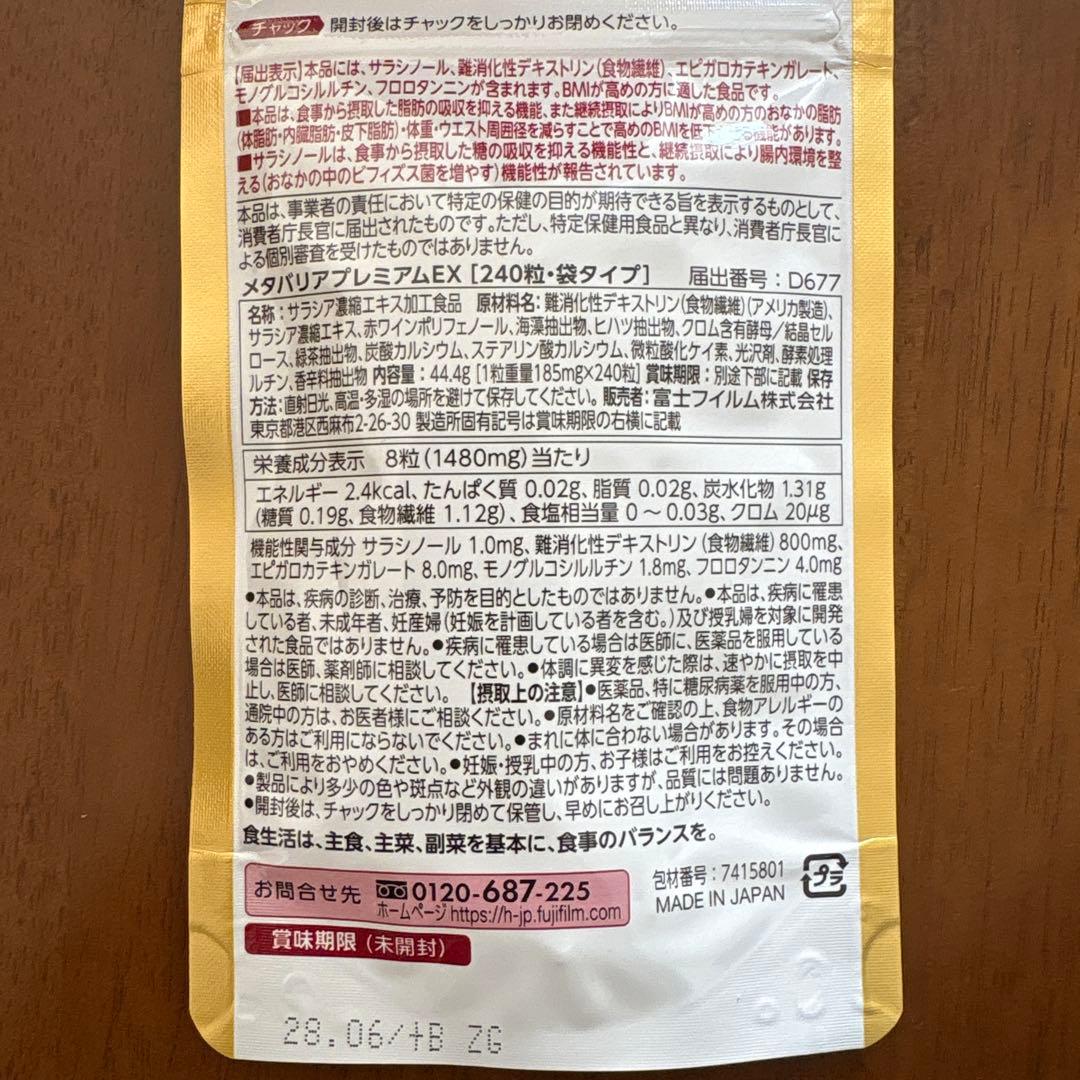 チャック 開封後はチャックをしっかりお閉めください。
【届出表示】本品には、サラシノール、難消化性デキストリン(食物繊維)、エピガロカテキンガレート、
モノグルコシルルチン、フロロタンニンが含まれます。BMIが高めの方に適した食品です。
■本品は、食事から摂取した脂肪の吸収を抑える機能、また継続摂取によりBMIが高めの方のおなかの脂肪
(体脂肪・内臓脂肪・皮下脂肪)・体重・ウエスト周囲径を減らすことで高めのBMIを低下 る機能があります。
■サラシノールは、食事から摂取した糖の吸収を抑える機能性と、継続摂取により腸内環境を整
える(おなかの中のビフィズス菌を増やす)機能性が報告されています。
本品は、事業者の責任において特定の保健の目的が期待できる旨を表示するものとして、
消費者庁長官に届出されたものです。ただし、特定保健用食品と異なり、消費者庁長官に
よる個別審査を受けたものではありません。
メタバリアプレミアムEX [240粒・袋タイプ] 届出番号：D677
名称：サラシア濃縮エキス加工食品 原材料名：難消化性デキストリン(食物繊維)(アメリカ製造)、
サラシア濃縮エキス、赤ワインポリフェノール、海藻抽出物、ヒハツ抽出物、クロム含有酵母／結晶セル
ロース、緑茶抽出物、炭酸カルシウム、ステアリン酸カルシウム、微粒酸化ケイ素、光沢剤、酵素処理
ルチン、香辛料抽出物 内容量：44.4g [1粒重量185mg×240粒] 賞味期限：別途下部に記載 保存
方法：直射日光、高温・多湿の場所を避けて保存してください。 販売者：富士フイルム株式会社
東京都港区西麻布2-26-30 製造所固有記号は賞味期限の右横に記載
栄養成分表示 8粒(1480mg)当たり
エネルギー 2.4kcal、たんぱく質 0.02g、脂質 0.02g、炭水化物 1.31g
(糖質 0.19g、食物繊維 1.12g)、食塩相当量 0～0.03g、クロム 20μg
機能性関与成分 サラシノール 1.0mg、難消化性デキストリン(食物繊維)800mg、
エピガロカテキンガレート 8.0mg、モノグルコシルルチン 1.8mg、フロロタンニン 4.0mg
●本品は、疾病の診断、治療、予防を目的としたものではありません。●本品は、疾病に罹患
している者、未成年者、妊産婦(妊娠を計画している者を含む。)及び授乳婦を対象に開発
された食品ではありません。●疾病に罹患している場合は医師に、医薬品を服用している
場合は医師、薬剤師に相談してください。●体調に異変を感じた際は、速やかに摂取を中
止し、医師に相談してください。 【摂取上の注意】●医薬品、特に糖尿病薬を服用中の方、
通院中の方は、お医者様にご相談ください。●原材料名をご確認の上、食物アレルギーの
ある方はご利用にならないでください。●まれに体に合わない場合があります。その場合
は、ご利用をおやめください。●妊娠・授乳中の方、お子様はご利用をお控えください。
●製品により多少の色や斑点など外観の違いがありますが、品質には問題ありません。
●開封後は、チャックをしっかり閉めて保管し、早めにお召し上がりください。
食生活は、主食、主菜、副菜を基本に、食事のバランスを。
お問合せ先 0120-687-225
ホームページ https://h-jp.fujifilm.com
包材番号：7415801
MADE IN JAPAN
プラ
賞味期限(未開封)
28.06/ﾅB ZG